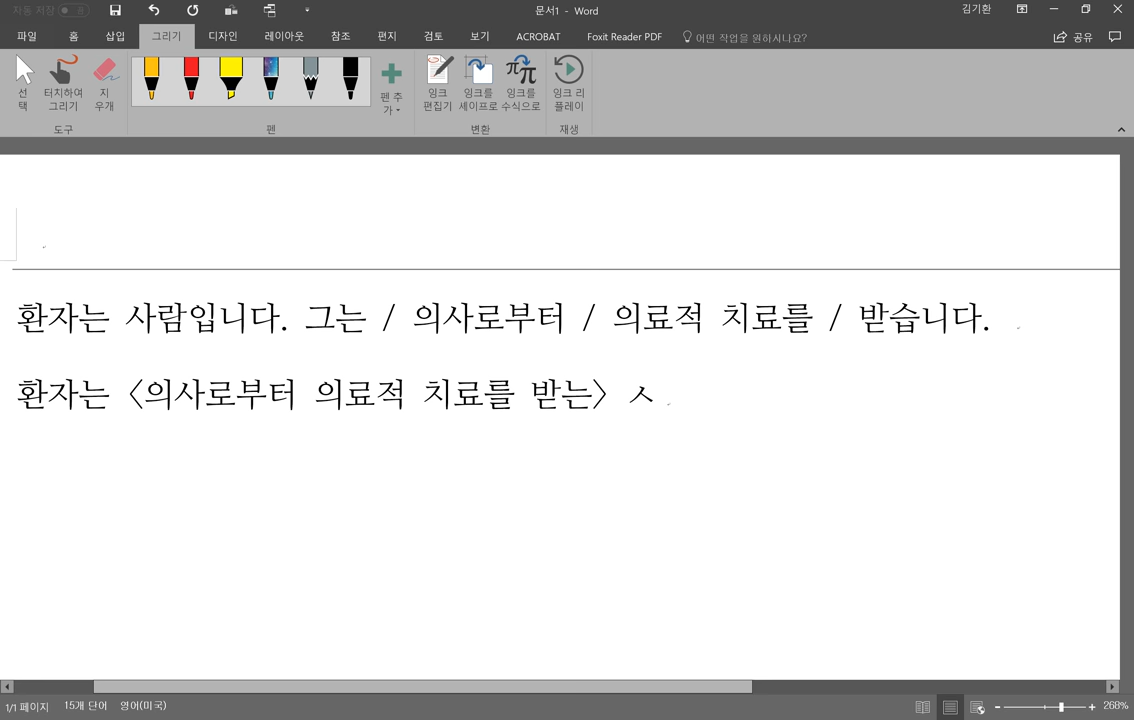 자동 저장
문서1 - Word
김기환
파일 홈 삽입 그리기 디자인 레이아웃 참조 편지 검토 보기 ACROBAT Foxit Reader PDF 어떤 작업을 원하시나요? 공유
선택
터치하여 그리기
지우개
펜 추가
잉크 편집기
잉크를 셰이프로
잉크를 수식으로
잉크 리플레이
도구 펜 변환 재생
환자는 사람입니다. 그는 / 의사로부터 / 의료적 치료를 / 받습니다.
환자는 〈의사로부터 의료적 치료를 받는〉 ㅅ
1/1 페이지 15개 단어 영어(미국) 268%